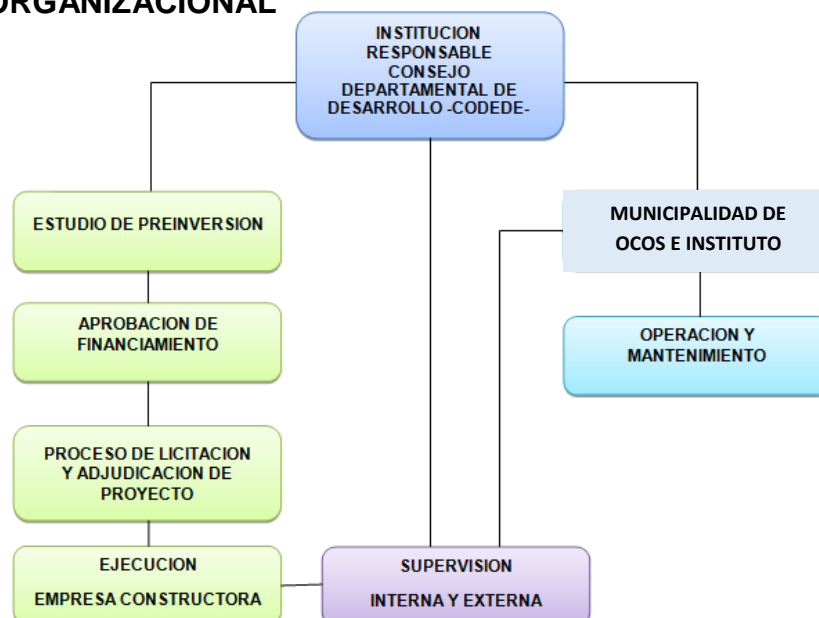 ORGANIZACIONAL
INSTITUCION
RESPONSABLE
CONSEJO
DEPARTAMENTAL DE
DESARROLLO -CODEDE-
ESTUDIO DE PREINVERSION
MUNICIPALIDAD DE
OCOS E INSTITUTO
APROBACION DE
FINANCIAMIENTO
OPERACION Y
MANTENIMIENTO
PROCESO DE LICITACION
Y ADJUDICACION DE
PROYECTO
EJECUCION
EMPRESA CONSTRUCTORA
SUPERVISION
INTERNA Y EXTERNA